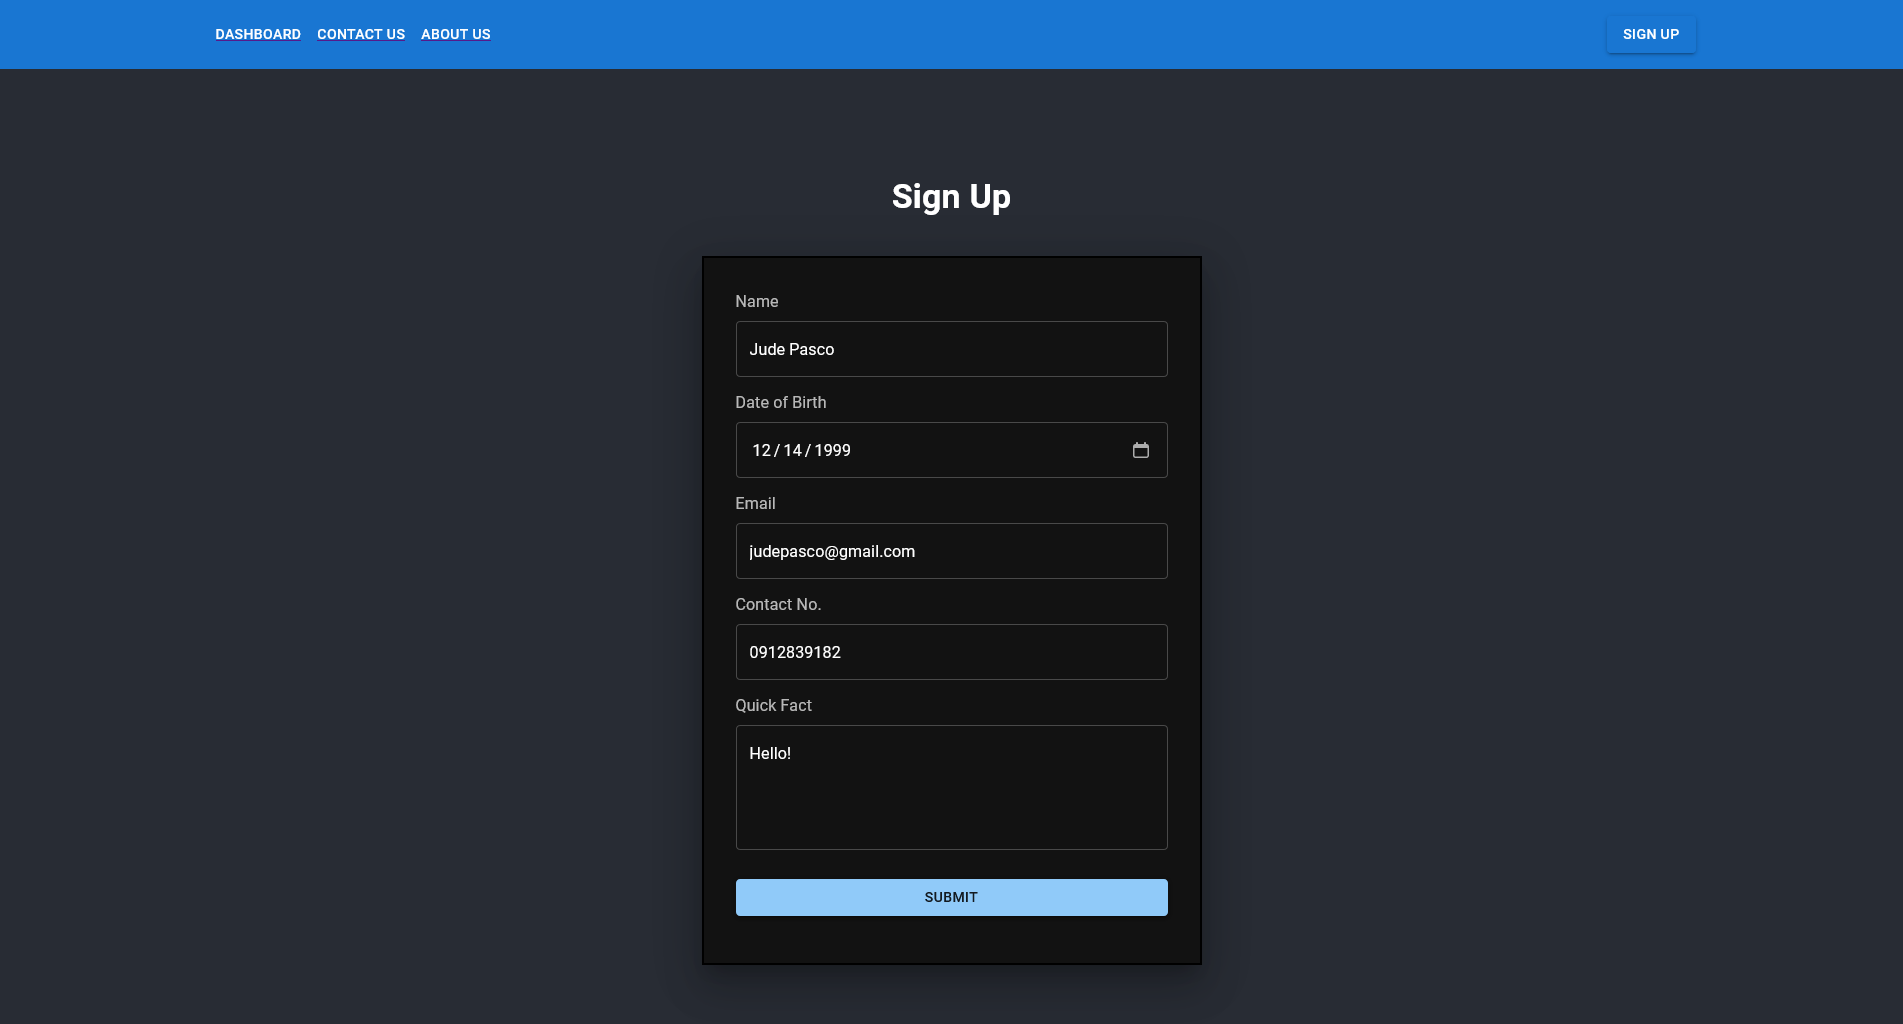 DASHBOARD CONTACT US ABOUT US SIGN UP
Sign Up
Name
Jude Pasco
Date of Birth
12 / 14 / 1999
Email
judepasco@gmail.com
Contact No.
0912839182
Quick Fact
Hello!
SUBMIT